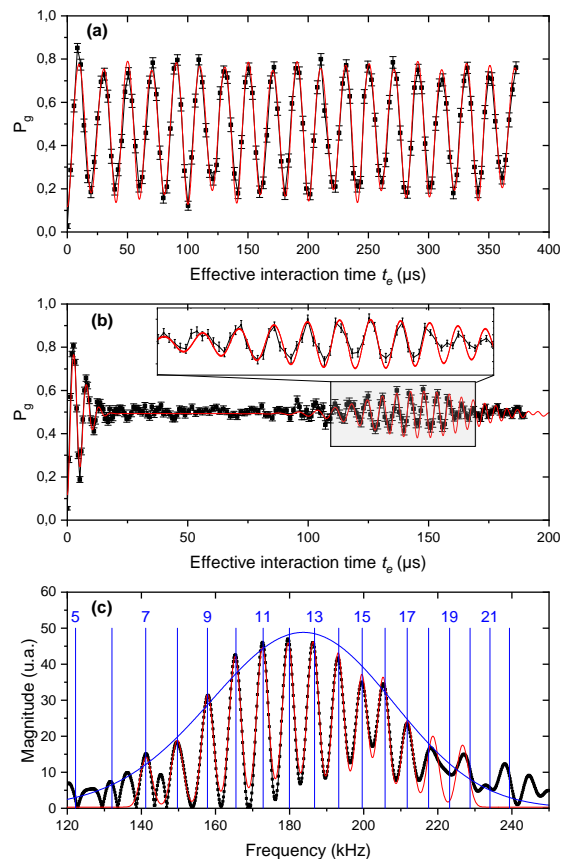 (a)
1,0
0,8
0,6
0,4
0,2
0,0
P_g
0 50 100 150 200 250 300 350 400
Effective interaction time t_e (µs)
(b)
1,0
0,8
0,6
0,4
0,2
0,0
P_g
0 50 100 150 200
Effective interaction time t_e (µs)
(c)
5 7 9 11 13 15 17 19 21
60
50
40
30
20
10
0
Magnitude (u.a.)
120 140 160 180 200 220 240
Frequency (kHz)